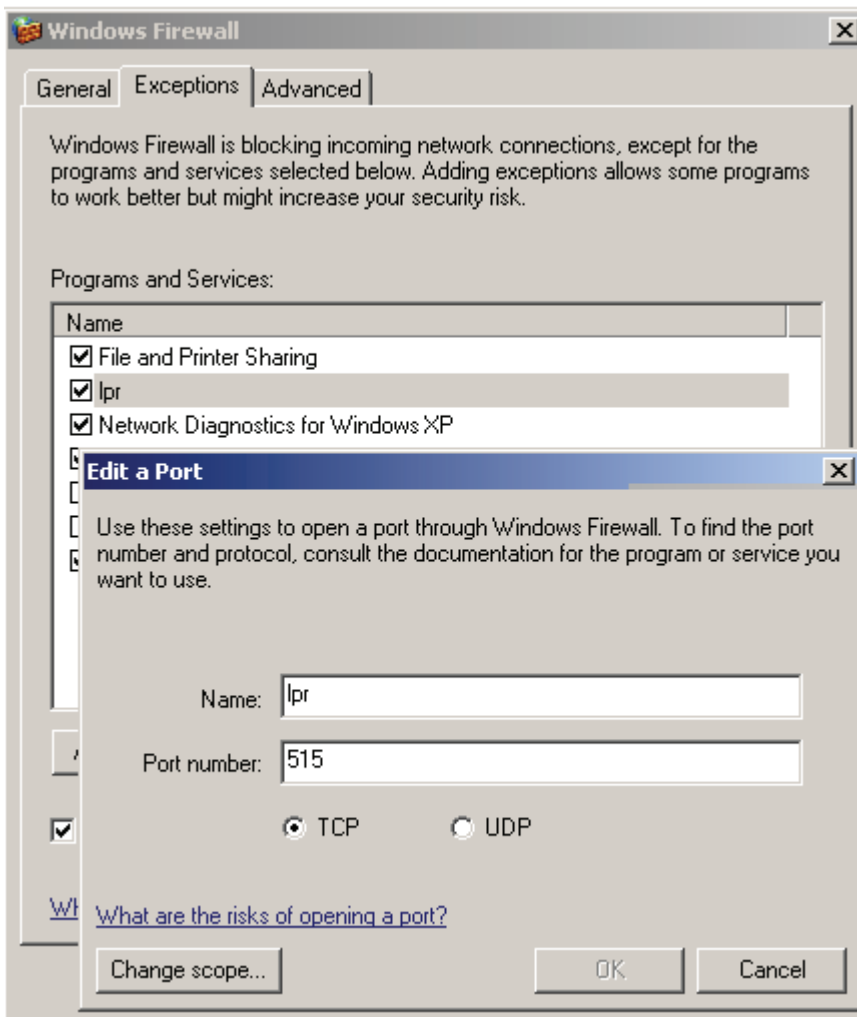 Windows Firewall
General Exceptions Advanced
Windows Firewall is blocking incoming network connections, except for the
programs and services selected below. Adding exceptions allows some programs
to work better but might increase your security risk.
Programs and Services:
Name
File and Printer Sharing
lpr
Network Diagnostics for Windows XP
Edit a Port
Use these settings to open a port through Windows Firewall. To find the port
number and protocol, consult the documentation for the program or service you
want to use.
Name: lpr
Port number: 515
TCP UDP
What are the risks of opening a port?
Change scope... OK Cancel